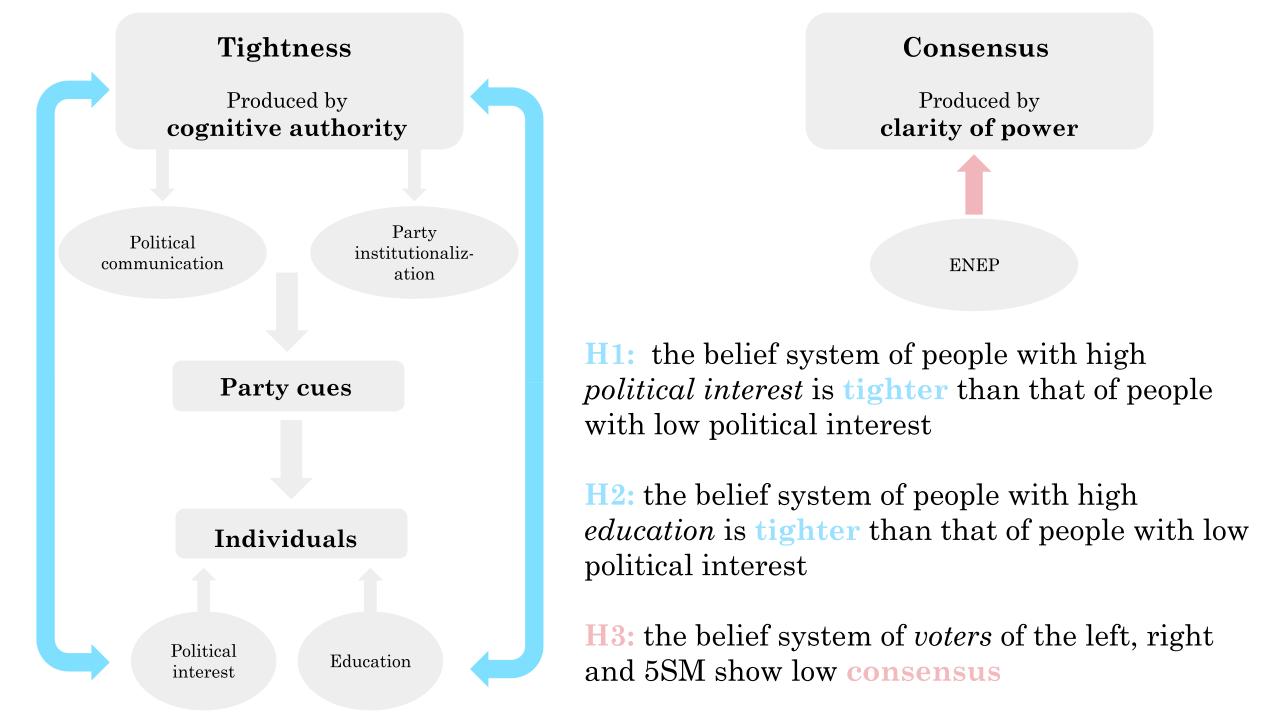 Tightness
Produced by
cognitive authority
Political
communication
Party
institutionaliz-
ation
Party cues
Individuals
Political
interest
Education
Consensus
Produced by
clarity of power
ENEP
H1: the belief system of people with high
political interest is tighter than that of people
with low political interest
H2: the belief system of people with high
education is tighter than that of people with low
political interest
H3: the belief system of voters of the left, right
and 5SM show low consensus